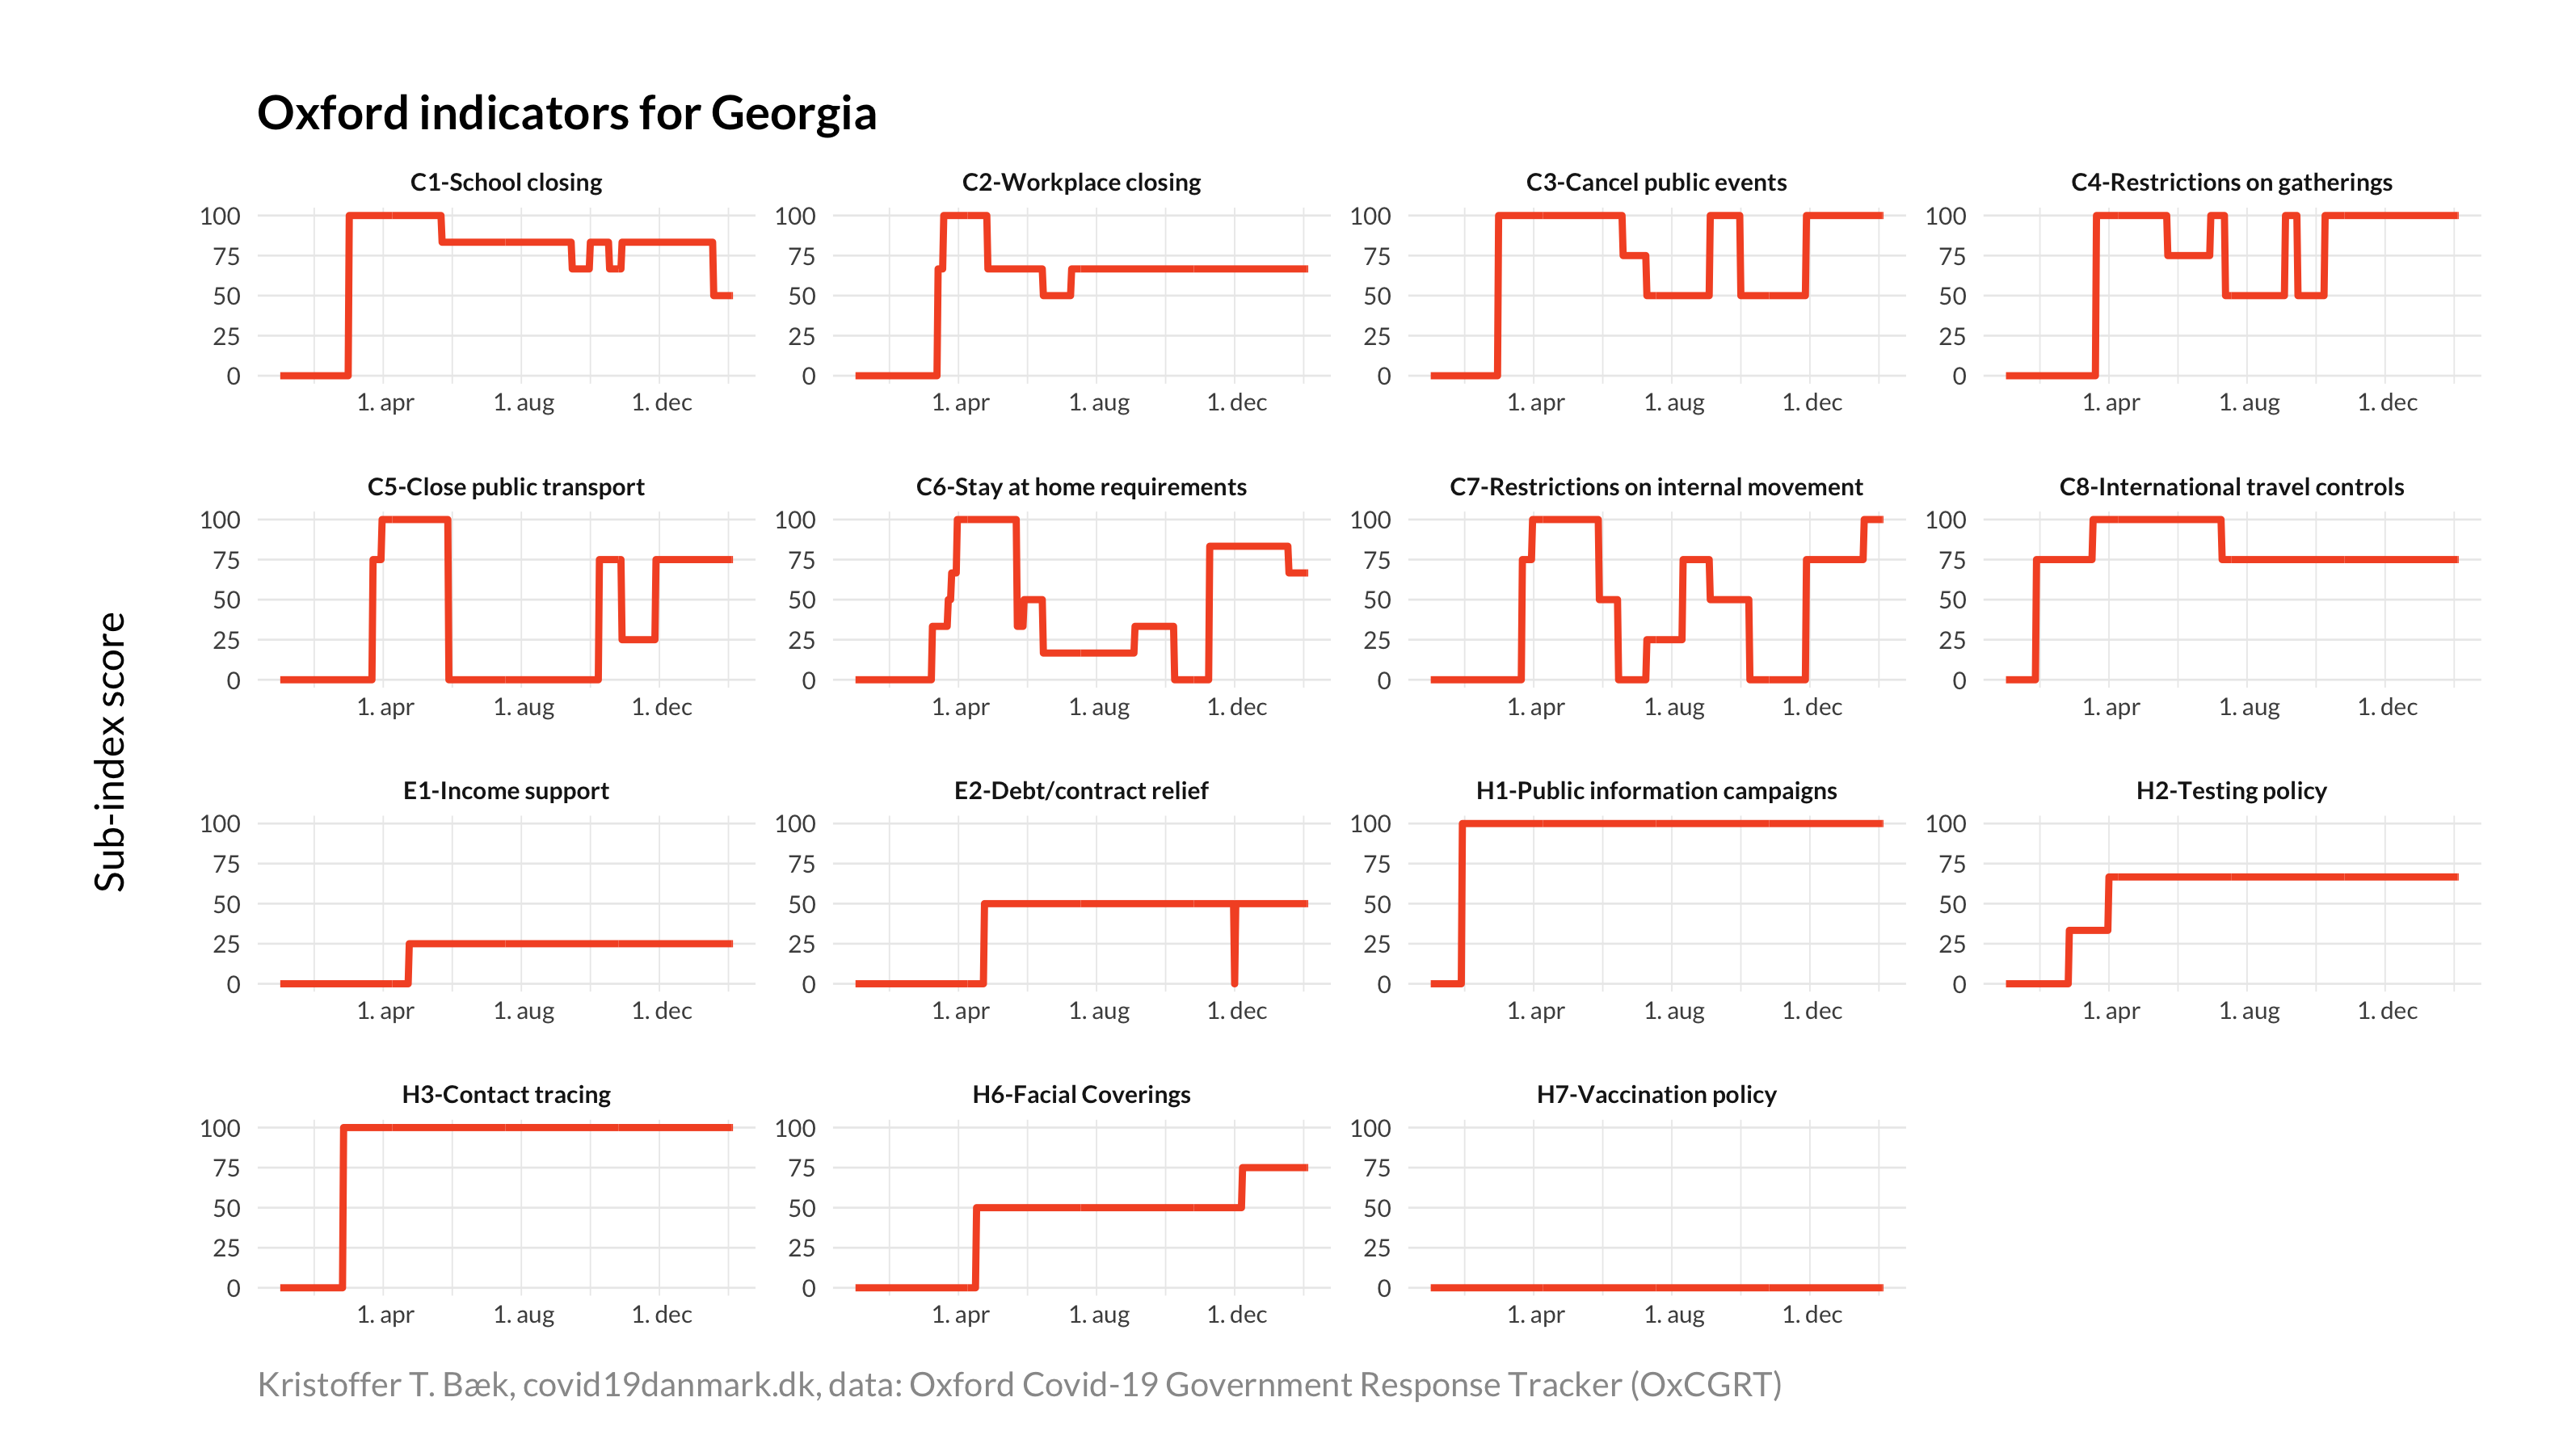 Oxford indicators for Georgia
C1-School closing
C2-Workplace closing
C3-Cancel public events
C4-Restrictions on gatherings
100
75
50
25
0
1. apr
1. aug
1. dec
100
75
50
25
0
1. apr
1. aug
1. dec
100
75
50
25
0
1. apr
1. aug
1. dec
100
75
50
25
0
1. apr
1. aug
1. dec
C5-Close public transport
C6-Stay at home requirements
C7-Restrictions on internal movement
C8-International travel controls
100
75
50
25
0
1. apr
1. aug
1. dec
100
75
50
25
0
1. apr
1. aug
1. dec
100
75
50
25
0
1. apr
1. aug
1. dec
100
75
50
25
0
1. apr
1. aug
1. dec
Sub-index score
E1-Income support
E2-Debt/contract relief
H1-Public information campaigns
H2-Testing policy
100
75
50
25
0
1. apr
1. aug
1. dec
100
75
50
25
0
1. apr
1. aug
1. dec
100
75
50
25
0
1. apr
1. aug
1. dec
100
75
50
25
0
1. apr
1. aug
1. dec
H3-Contact tracing
H6-Facial Coverings
H7-Vaccination policy
100
75
50
25
0
1. apr
1. aug
1. dec
100
75
50
25
0
1. apr
1. aug
1. dec
100
75
50
25
0
1. apr
1. aug
1. dec
Kristoffer T. Bæk, covid19danmark.dk, data: Oxford Covid-19 Government Response Tracker (OxCGRT)